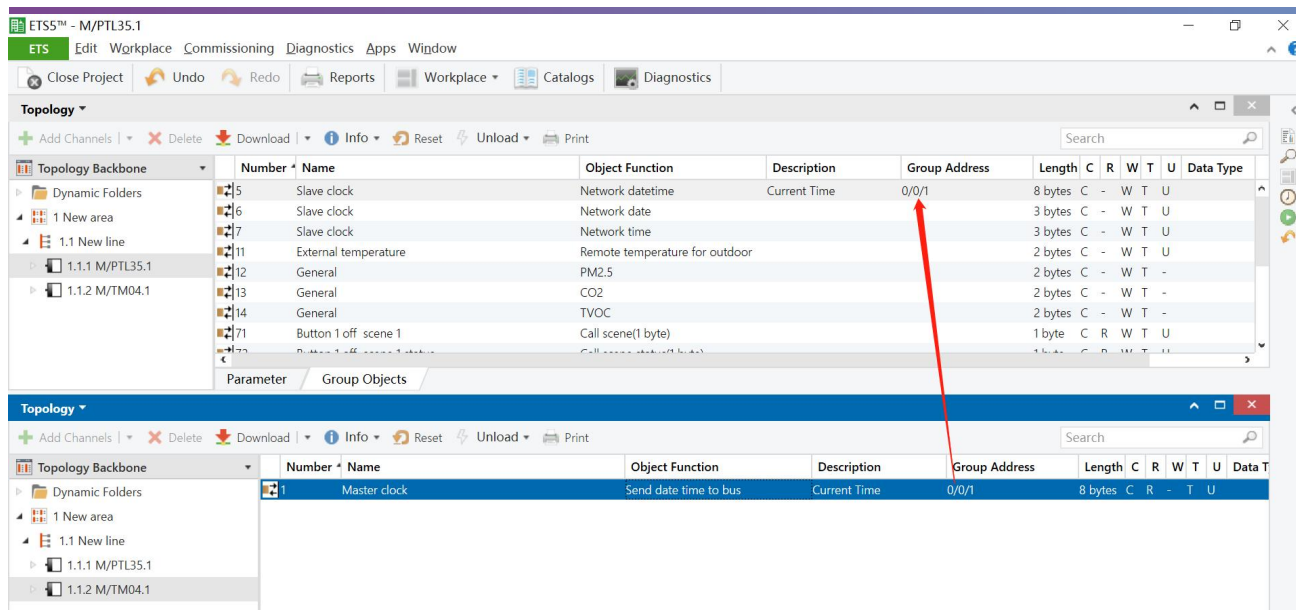 ETS5™ - M/PTL35.1
ETS Edit Workplace Commissioning Diagnostics Apps Window
Close Project Undo Redo Reports Workplace Catalogs Diagnostics
Topology
Add Channels Delete Download Info Reset Unload Print Search
Topology Backbone
Dynamic Folders
1 New area
1.1 New line
1.1.1 M/PTL35.1
1.1.2 M/TM04.1
Number Name Object Function Description Group Address Length C R W T U Data Type
5 Slave clock Network datetime Current Time 0/0/1 8 bytes C - W T U
6 Slave clock Network date 3 bytes C - W T U
7 Slave clock Network time 3 bytes C - W T U
11 External temperature Remote temperature for outdoor 2 bytes C - W T U
12 General PM2.5 2 bytes C - W T -
13 General CO2 2 bytes C - W T -
14 General TVOC 2 bytes C - W T -
71 Button 1 off scene 1 Call scene(1 byte) 1 byte C R W T U
Parameter Group Objects
Topology
Add Channels Delete Download Info Reset Unload Print Search
Topology Backbone
Dynamic Folders
1 New area
1.1 New line
1.1.1 M/PTL35.1
1.1.2 M/TM04.1
Number Name Object Function Description Group Address Length C R W T U Data T
1 Master clock Send date time to bus Current Time 0/0/1 8 bytes C R - T U